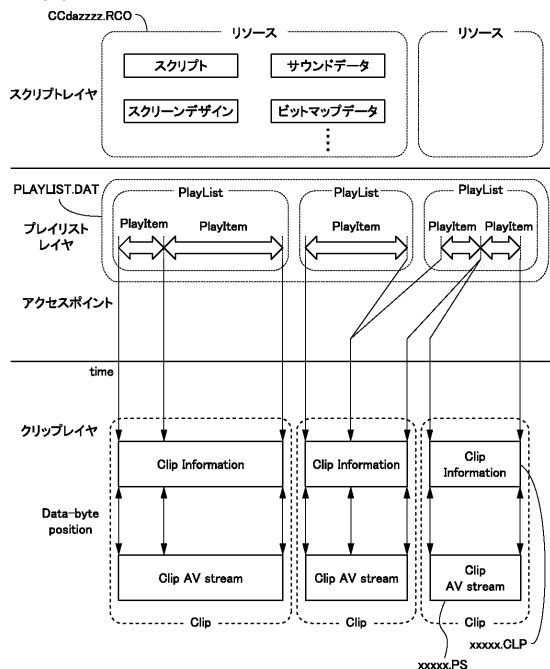 CCdazzzz.RCO
リソース
リソース
スクリプト
サウンドデータ
スクリプトレイヤ
スクリーンデザイン
ビットマップデータ
PLAYLIST.DAT
PlayList
PlayList
PlayList
プレイリスト
レイヤ
PlayItem
PlayItem
PlayItem
PlayItem
PlayItem
アクセスポイント
time
クリップレイヤ
Clip Information
Clip Information
Clip
Information
Data-byte
position
Clip AV stream
Clip AV stream
Clip
AV stream
Clip
Clip
Clip
xxxxx.CLP
xxxxx.PS